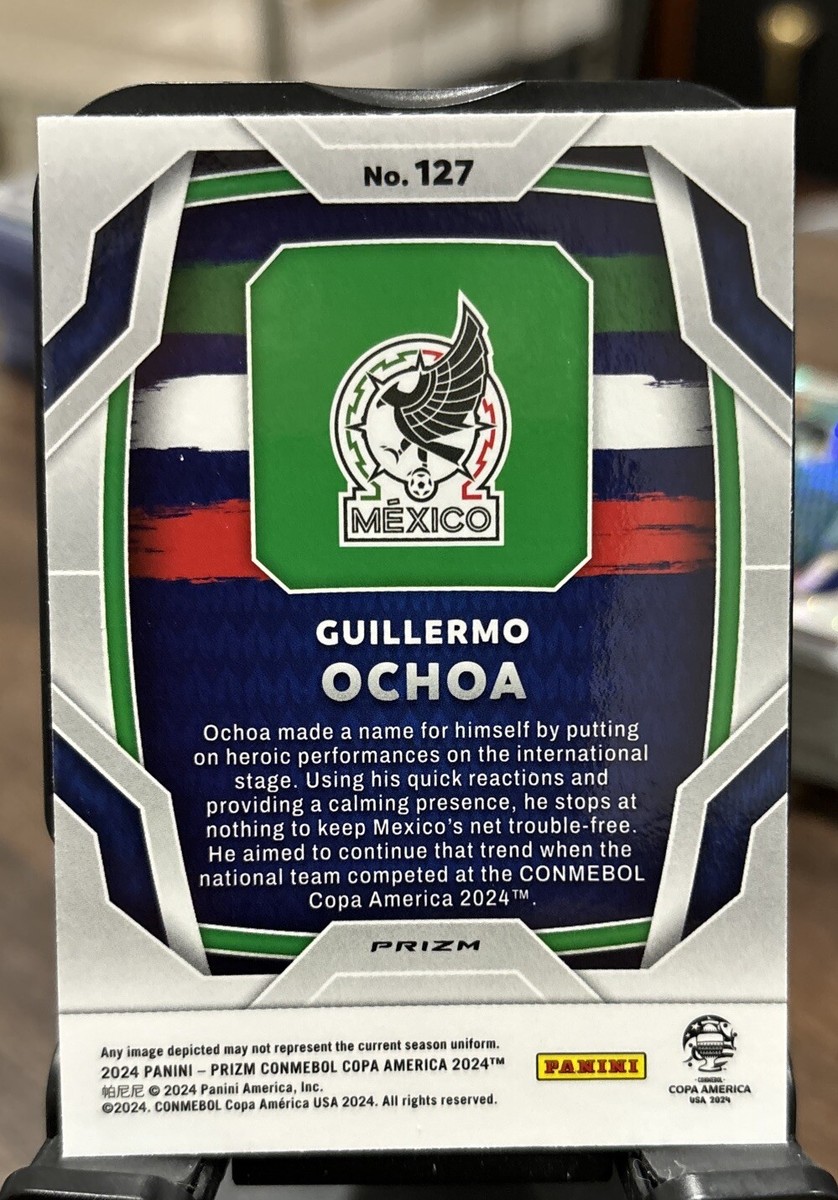 No. 127
MÉXICO
GUILLERMO
OCHOA
Ochoa made a name for himself by putting
on heroic performances on the international
stage. Using his quick reactions and
providing a calming presence, he stops at
nothing to keep Mexico's net trouble-free.
He aimed to continue that trend when the
national team competed at the CONMEBOL
Copa America 2024™.
PRIZM
Any image depicted may not represent the current season uniform.
2024 PANINI – PRIZM CONMEBOL COPA AMERICA 2024™
帕尼尼 © 2024 Panini America, Inc.
©2024. CONMEBOL Copa América USA 2024. All rights reserved.
PANINI
CONMEBOL
COPA AMERICA
USA 2024